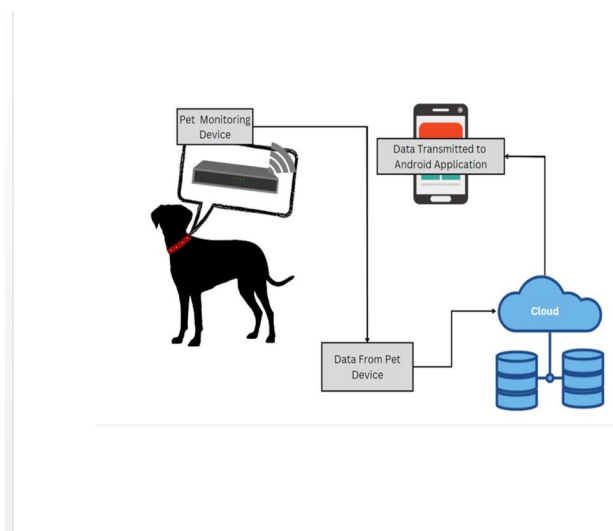 Pet Monitoring
Device
Data Transmitted to
Android Application
Cloud
Data From Pet
Device